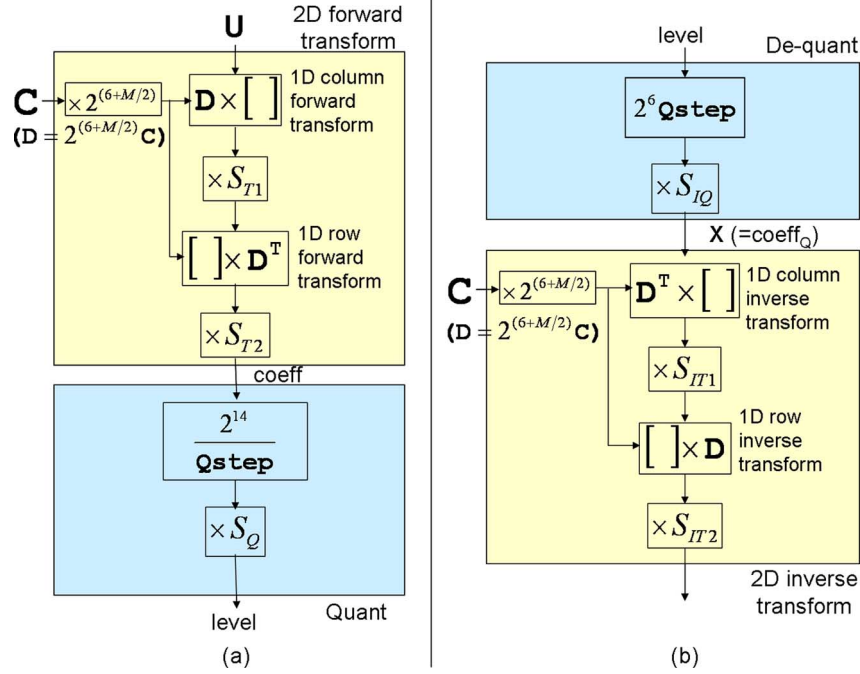 2D forward
transform
U
C
× 2^(6+M/2)
D × [ ]
1D column
forward
transform
(D = 2^(6+M/2) C)
× S_T1
[ ] × D^T
1D row
forward
transform
× S_T2
coeff
2^14
Qstep
× S_Q
Quant
level
(a)
level
De-quant
2^6 Qstep
× S_IQ
X (=coeff_Q)
C
× 2^(6+M/2)
D^T × [ ]
1D column
inverse
transform
(D = 2^(6+M/2) C)
× S_IT1
[ ] × D
1D row
inverse
transform
× S_IT2
2D inverse
transform
(b)